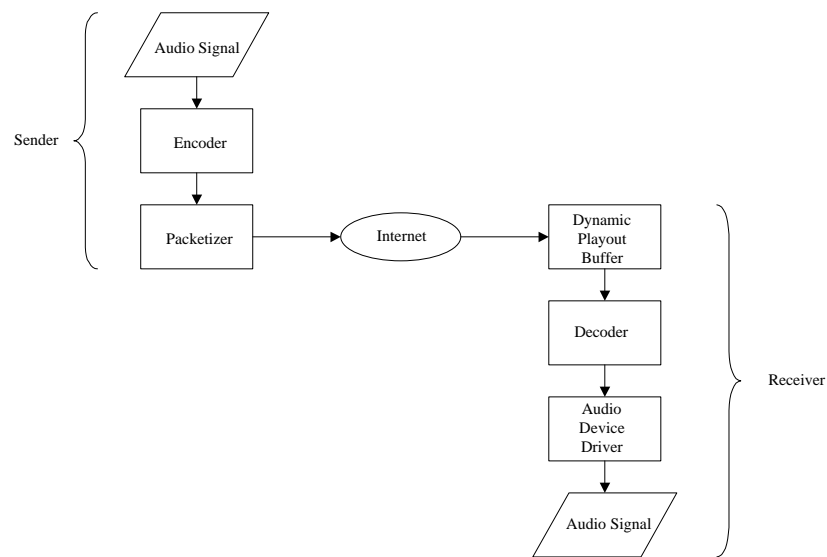 Audio Signal
Sender
Encoder
Packetizer
Internet
Dynamic
Playout
Buffer
Decoder
Receiver
Audio
Device
Driver
Audio Signal